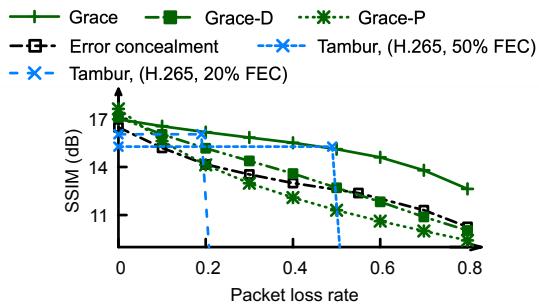 Grace Grace-D Grace-P
Error concealment Tambur, (H.265, 50% FEC)
Tambur, (H.265, 20% FEC)
17
14
11
SSIM (dB)
0 0.2 0.4 0.6 0.8
Packet loss rate